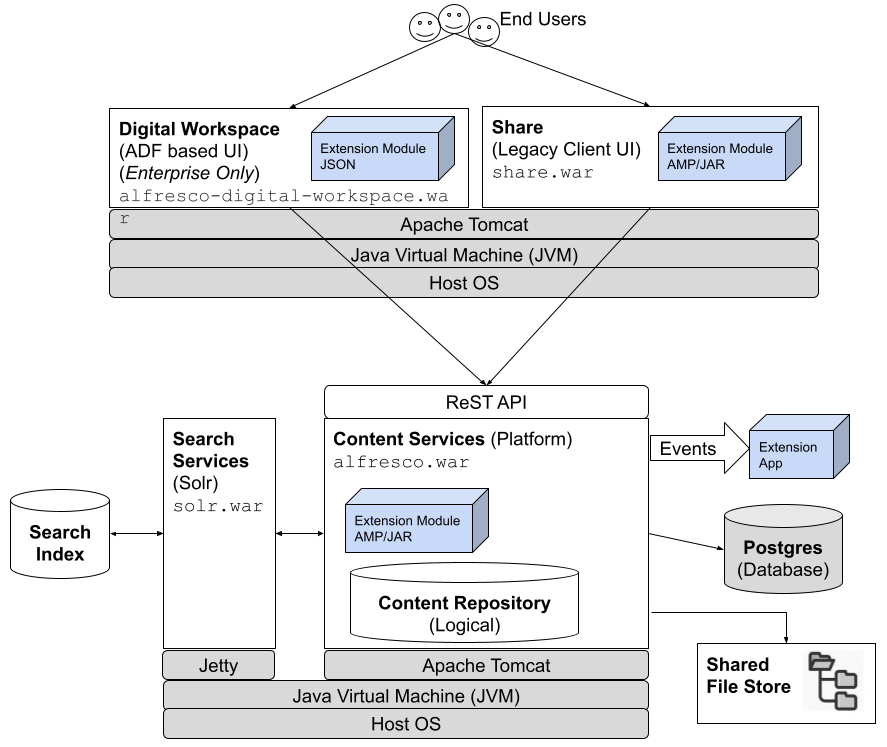 End Users
Digital Workspace
(ADF based UI)
(Enterprise Only)
alfresco-digital-workspace.wa
r
Extension Module
JSON
Share
(Legacy Client UI)
share.war
Extension Module
AMP/JAR
Apache Tomcat
Java Virtual Machine (JVM)
Host OS
ReST API
Search
Services
(Solr)
solr.war
Content Services (Platform)
alfresco.war
Extension Module
AMP/JAR
Content Repository
(Logical)
Events
Extension
App
Search
Index
Postgres
(Database)
Shared
File Store
Jetty
Apache Tomcat
Java Virtual Machine (JVM)
Host OS